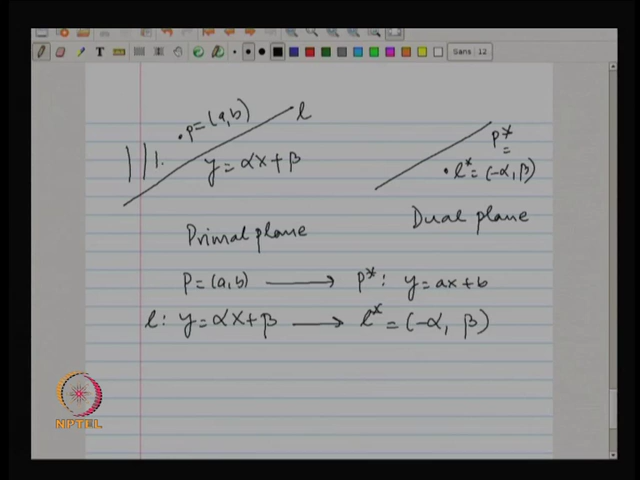 T Sans 12
p=(a,b) l
y=αx+β
p*=
l*=(-α, β)
Primal plane Dual plane
p=(a,b) → p*: y=ax+b
l: y=αx+β → l*=(-α, β)
NPTEL